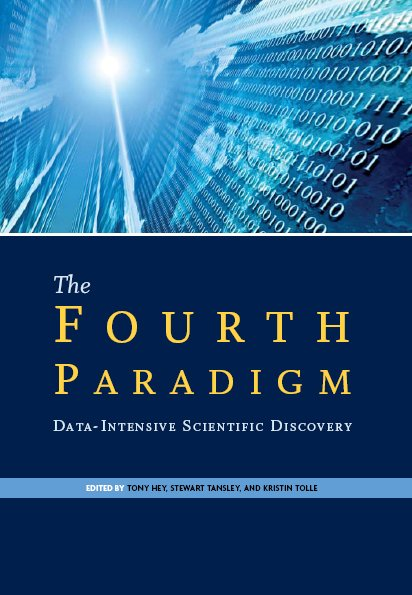 The
FOURTH
PARADIGM
DATA-INTENSIVE SCIENTIFIC DISCOVERY
EDITED BY TONY HEY, STEWART TANSLEY, AND KRISTIN TOLLE